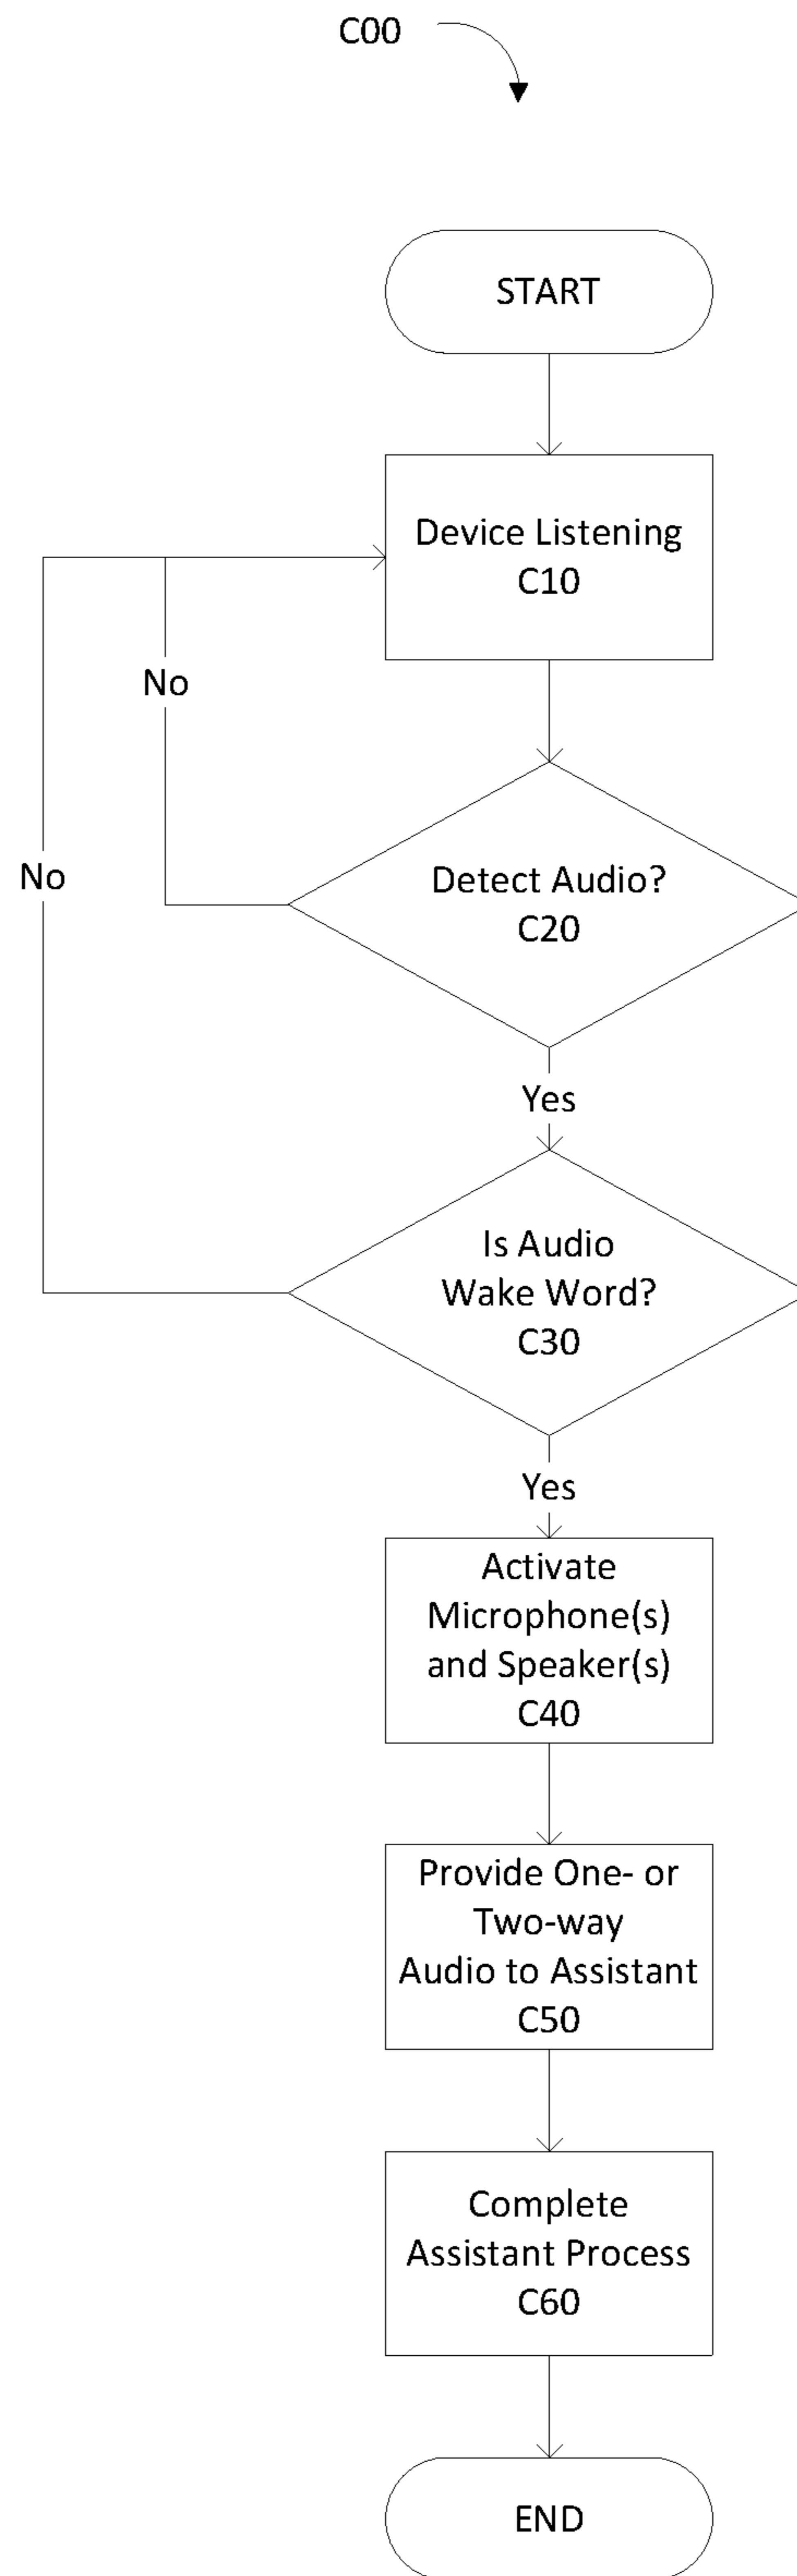 C00
START
Device Listening
C10
No
Detect Audio?
C20
No
Yes
Is Audio
Wake Word?
C30
Yes
Activate
Microphone(s)
and Speaker(s)
C40
Provide One- or
Two-way
Audio to Assistant
C50
Complete
Assistant Process
C60
END